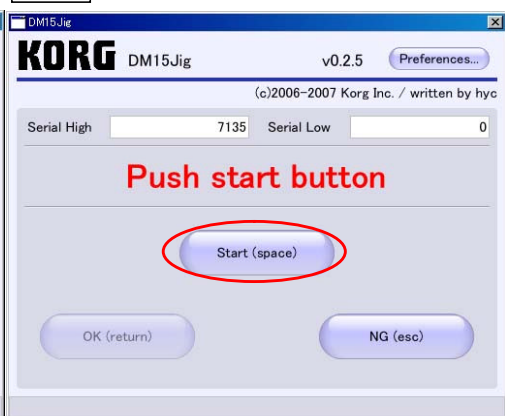 DM15Jig
KORG DM15Jig v0.2.5 Preferences...
(c)2006-2007 Korg Inc. / written by hyc
Serial High 7135 Serial Low 0
Push start button
Start (space)
OK (return) NG (esc)